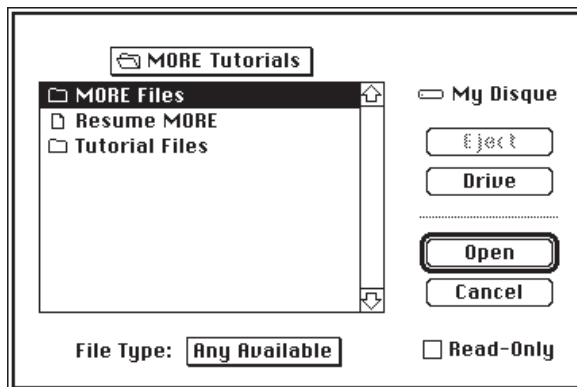 MORE Tutorials
MORE Files
Resume MORE
Tutorial Files
My Disque
Eject
Drive
Open
Cancel
File Type: Any Available
Read-Only